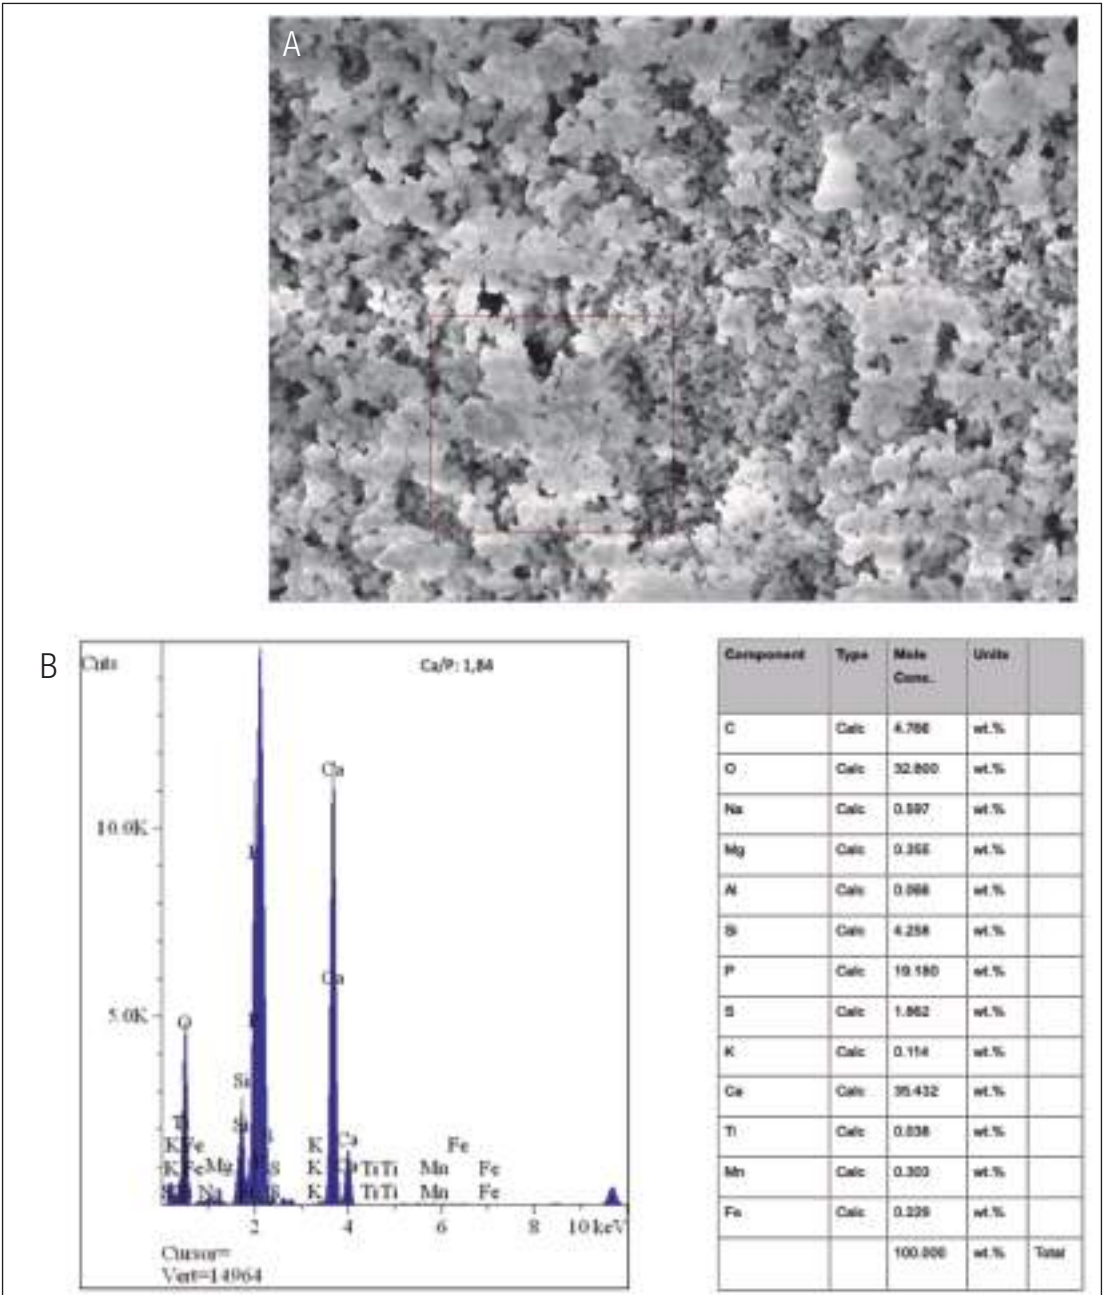 A
B
Cnts
Ca/P: 1,84
Ca
10.0K
Ca
5.0K
O
Si
Ti
Si
Ca
K Fe
K
Fe
K Fe Mg
S
K
Ca
Ti Ti
Mn
Fe
Na
S
K
Ti Ti
Mn
Fe
2
4
6
8
10 keV
Cursor=
Vert=14964
Component Type Mole Conc. Units
C Calc 4.766 wt.%
O Calc 32.800 wt.%
Na Calc 0.597 wt.%
Mg Calc 0.355 wt.%
Al Calc wt.%
Si Calc 4.258 wt.%
P Calc 19.180 wt.%
S Calc 1.862 wt.%
K Calc 0.114 wt.%
Ca Calc 35.432 wt.%
Ti Calc 0.038 wt.%
Mn Calc 0.303 wt.%
Fe Calc wt.%
100.000 wt.% Total